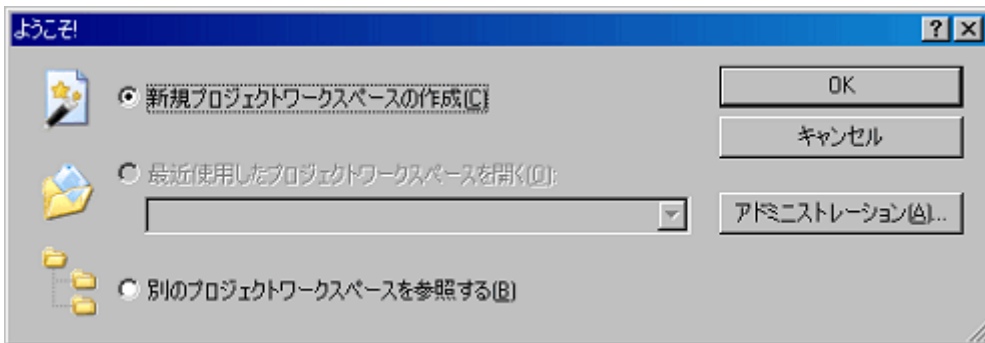 ようこそ!
新規プロジェクトワークスペースの作成(C)
OK
キャンセル
最近使用したプロジェクトワークスペースを開く(O):
アドミニストレーション(A)...
別のプロジェクトワークスペースを参照する(B)